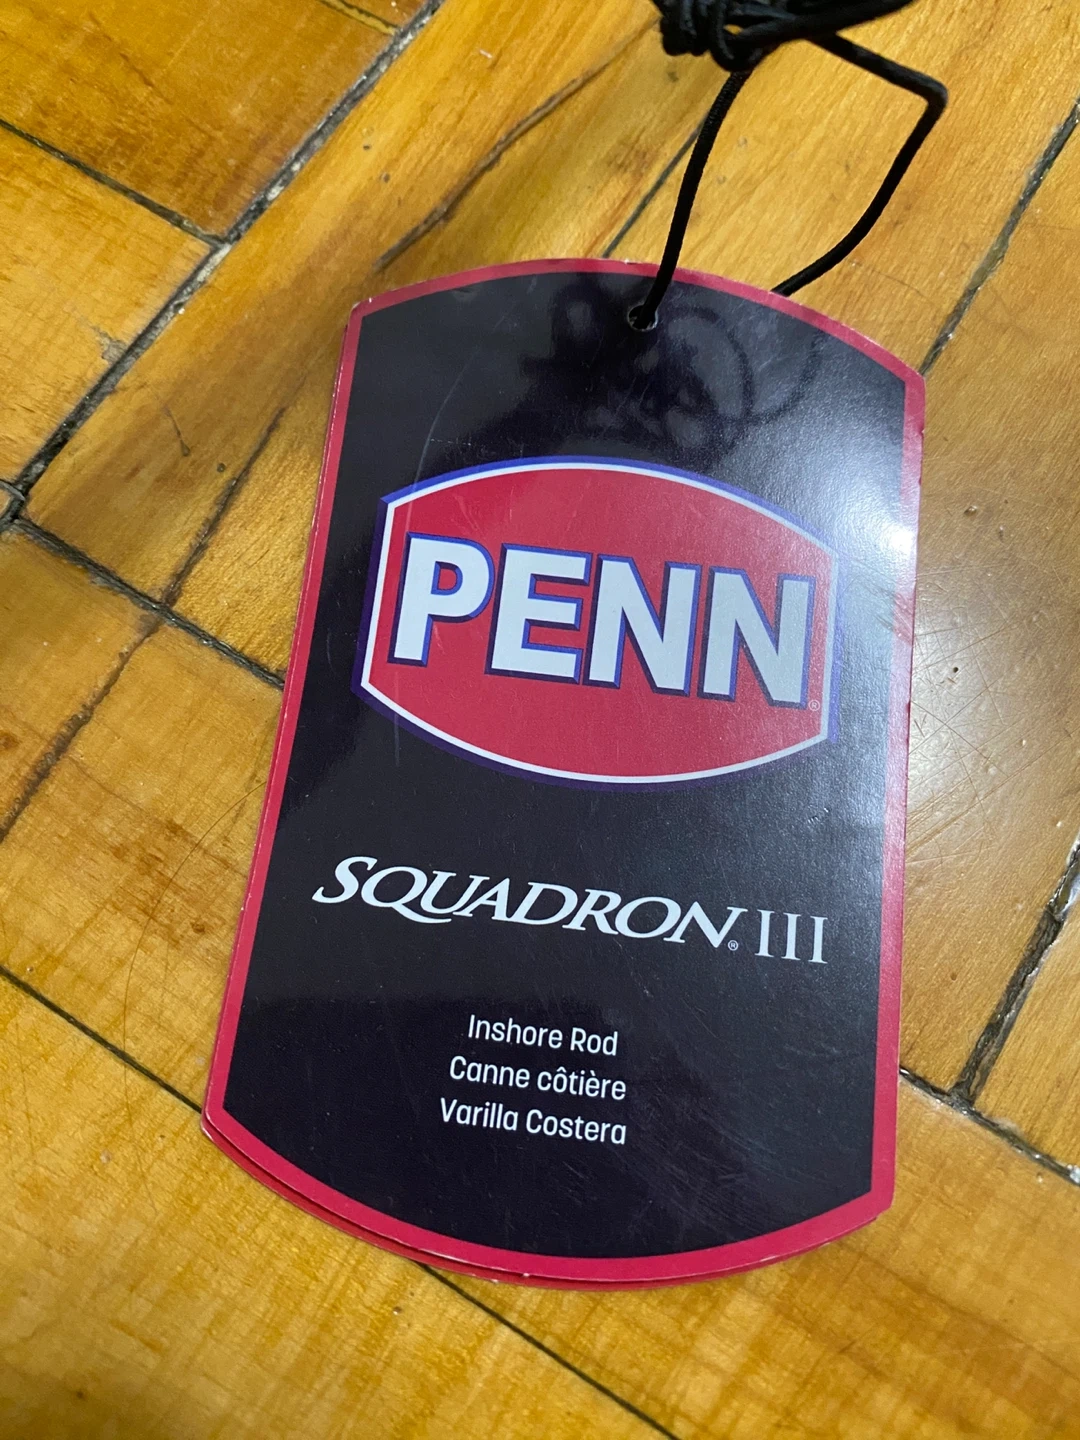 PENN®
SQUADRON® III
Inshore Rod
Canne côtière
Varilla Costera